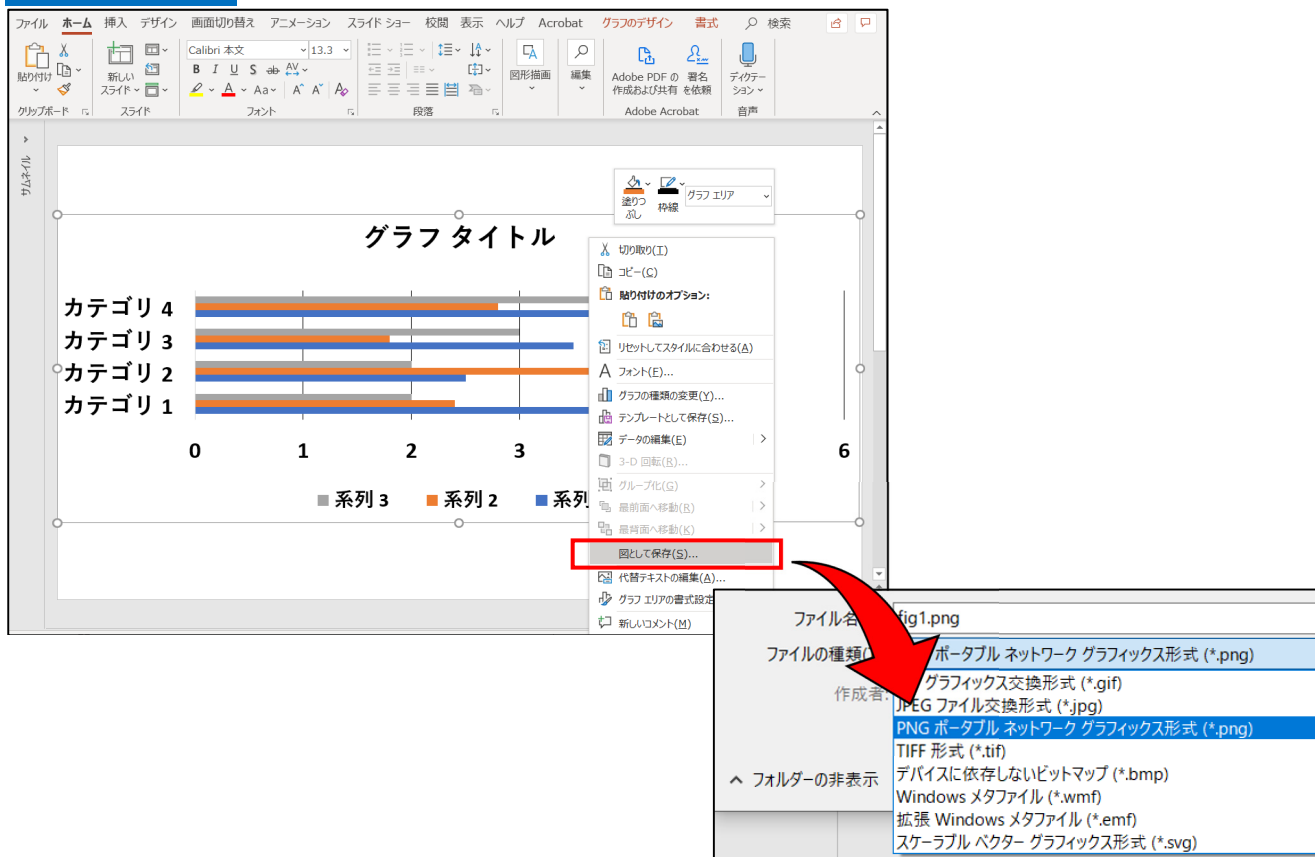 ファイル ホーム 挿入 デザイン 画面切り替え アニメーション スライド ショー 校閲 表示 ヘルプ Acrobat グラフのデザイン 書式 検索
Calibri 本文 13.3
B I U S ab AV
A Aa A A A
貼り付け
新しい
スライド
図形描画
編集
Adobe PDF の
作成および共有
署名
を依頼
ディクテー
ション
クリップボード スライド フォント 段落 Adobe Acrobat 音声
サムネイル
塗りつ
ぶし
枠線
グラフ エリア
グラフ タイトル
カテゴリ 4
カテゴリ 3
カテゴリ 2
カテゴリ 1
0 1 2 3 6
系列 3 系列 2 系列
切り取り(T)
コピー(C)
貼り付けのオプション:
リセットしてスタイルに合わせる(A)
フォント(F)...
グラフの種類の変更(Y)...
テンプレートとして保存(S)...
データの編集(E)
3-D 回転(R)...
グループ化(G)
最前面へ移動(R)
最背面へ移動(K)
図として保存(S)...
代替テキストの編集(A)...
グラフ エリアの書式設定
新しいコメント(M)
ファイル名 fig1.png
ファイルの種類( ポータブル ネットワーク グラフィックス形式 (*.png)
作成者:
グラフィックス交換形式 (*.gif)
JPEG ファイル交換形式 (*.jpg)
PNG ポータブル ネットワーク グラフィックス形式 (*.png)
TIFF 形式 (*.tif)
デバイスに依存しないビットマップ (*.bmp)
Windows メタファイル (*.wmf)
拡張 Windows メタファイル (*.emf)
スケーラブル ベクター グラフィックス形式 (*.svg)
フォルダーの非表示